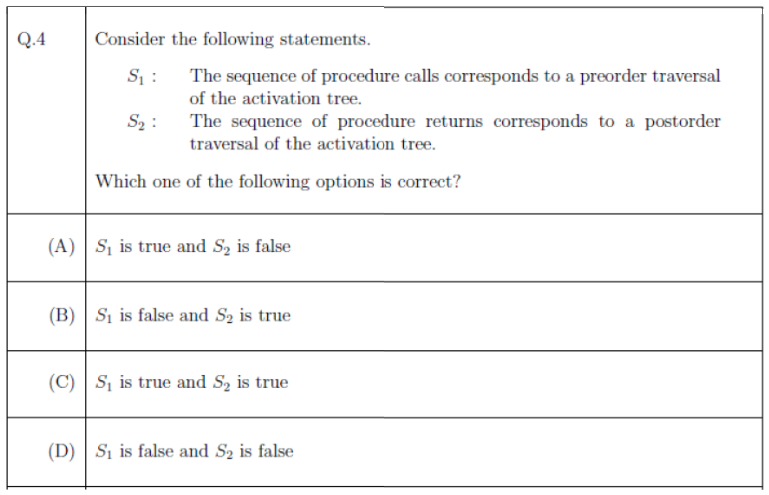 Q.4 Consider the following statements.
S₁ : The sequence of procedure calls corresponds to a preorder traversal
of the activation tree.
S₂ : The sequence of procedure returns corresponds to a postorder
traversal of the activation tree.
Which one of the following options is correct?
(A) S₁ is true and S₂ is false
(B) S₁ is false and S₂ is true
(C) S₁ is true and S₂ is true
(D) S₁ is false and S₂ is false